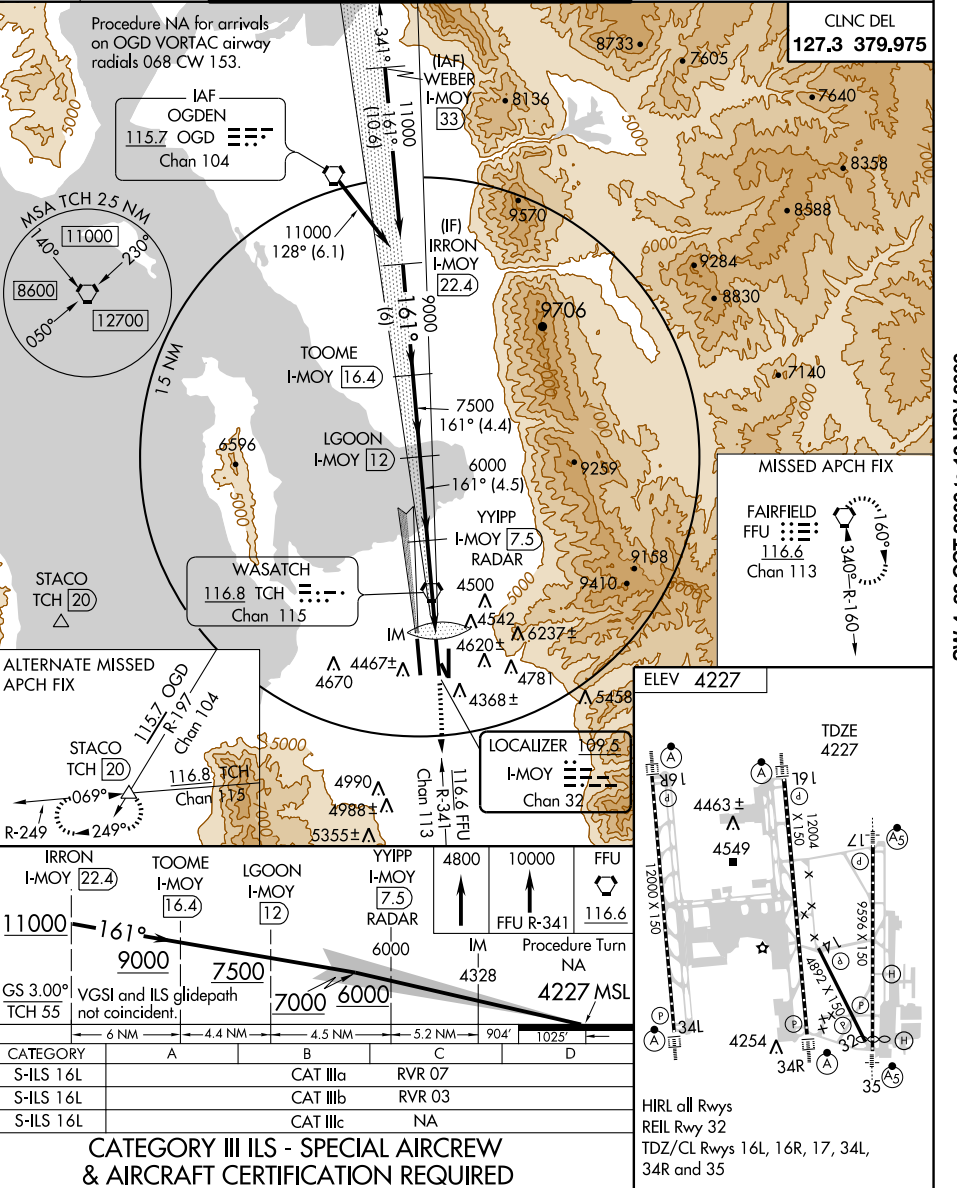 Procedure NA for arrivals
on OGD VORTAC airway
radials 068 CW 153.
CLNC DEL
127.3 379.975
IAF
OGDEN
115.7 OGD
Chan 104
(IAF)
WEBER
I-MOY
33
341°
161°
(10.6)
11000
8733
7605
8136
7640
5000
5000
8358
8588
9570
MSA TCH 25 NM
140°
11000
230°
8600
050°
12700
15 NM
11000
128° (6.1)
(IF)
IRRON
I-MOY
22.4
6000
9284
8830
9706
7140
161°
(6)
9000
TOOME
I-MOY 16.4
7500
161° (4.4)
7000
LGOON
I-MOY 12
6000
161° (4.5)
9259
6596
5000
YYIPP
I-MOY 7.5
RADAR
MISSED APCH FIX
FAIRFIELD
FFU
116.6
Chan 113
160°
340°
R-160
WASATCH
116.8 TCH
Chan 115
STACO
TCH 20
9158
9410
4500
4542
6237±
4620±
4781
IM
4467±
4670
4368±
5458
ALTERNATE MISSED
APCH FIX
115.7 OGD
R-197
Chan 104
STACO
TCH 20
116.8 TCH
Chan 115
069°
R-249
249°
5000
7000
4990
4988±
5355±
R-341
Chan 113
116.6 FFU
LOCALIZER 109.5
I-MOY
Chan 32
5000
ELEV 4227
TDZE
4227
A
16R
P
A
16L
P
4463±
4549
12004 X 150
12000 X 150
17
A5
P
9596 X 150
14
P
4892 X 150
H
P
34L
A
P
P
4254
34R
A
32
H
35
A5
HIRL all Rwys
REIL Rwy 32
TDZ/CL Rwys 16L, 16R, 17, 34L,
34R and 35
IRRON
I-MOY 22.4
TOOME
I-MOY
16.4
LGOON
I-MOY
12
YYIPP
I-MOY
7.5
RADAR
4800
10000
FFU R-341
FFU
116.6
11000
161°
9000
7500
7000
6000
6000
IM
4328
Procedure Turn
NA
4227 MSL
GS 3.00°
TCH 55
VGSI and ILS glidepath
not coincident.
6 NM
4.4 NM
4.5 NM
5.2 NM
904'
1025'
CATEGORY A B C D
S-ILS 16L CAT IIIa RVR 07
S-ILS 16L CAT IIIb RVR 03
S-ILS 16L CAT IIIc NA
CATEGORY III ILS - SPECIAL AIRCREW
& AIRCRAFT CERTIFICATION REQUIRED